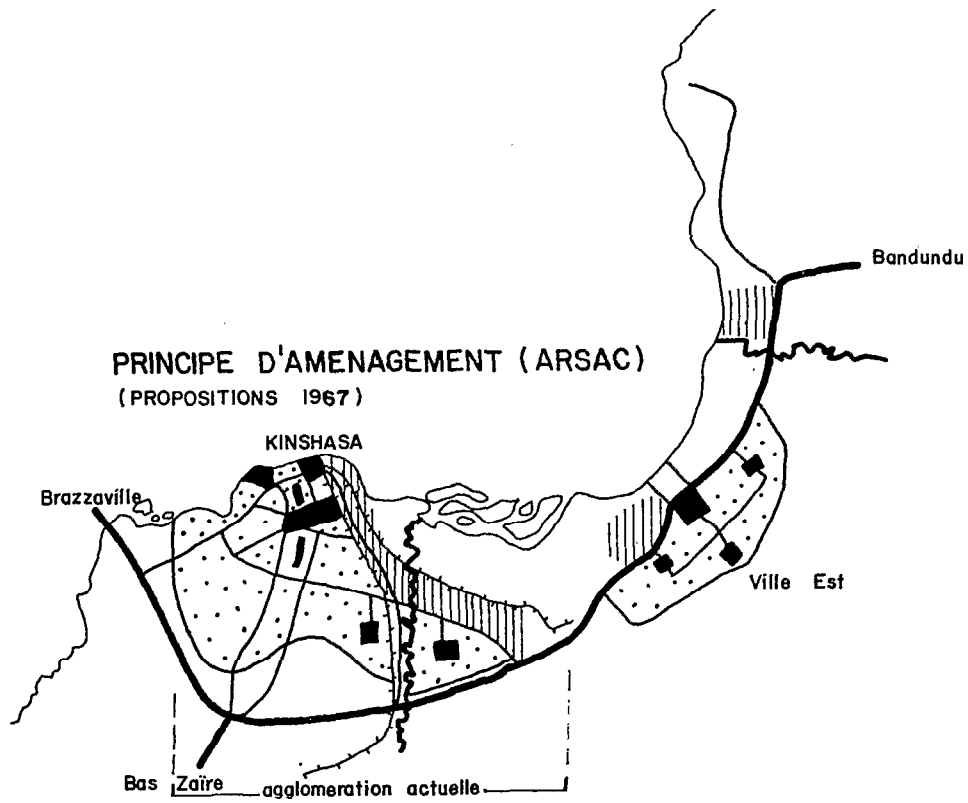 Bandundu
PRINCIPE D'AMENAGEMENT (ARSAC)
(PROPOSITIONS 1967)
KINSHASA
Brazzaville
Ville Est
Bas Zaïre
agglomeration actuelle